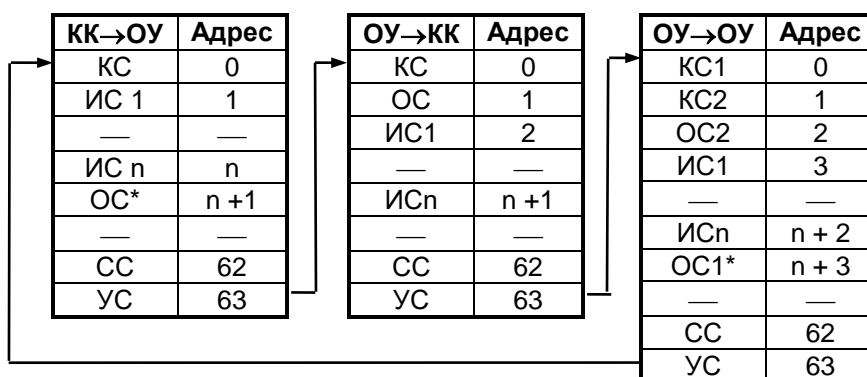 КК→ОУ Адрес
КС 0
ИС 1 1
— —
ИС n n
ОС* n +1
— —
СС 62
УС 63
ОУ→КК Адрес
КС 0
ОС 1
ИС1 2
— —
ИСn n +1
— —
СС 62
УС 63
ОУ→ОУ Адрес
КС1 0
КС2 1
ОС2 2
ИС1 3
— —
ИСn n + 2
ОС1* n + 3
— —
СС 62
УС 63